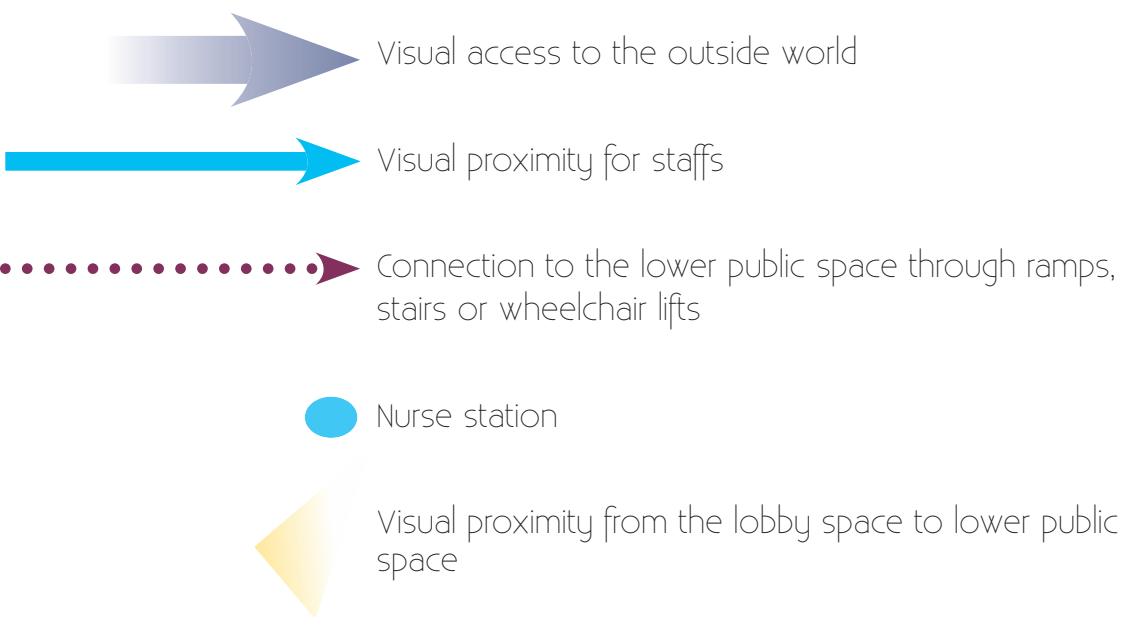 Visual access to the outside world
Visual proximity for staffs
Connection to the lower public space through ramps,
stairs or wheelchair lifts
Nurse station
Visual proximity from the lobby space to lower public
space